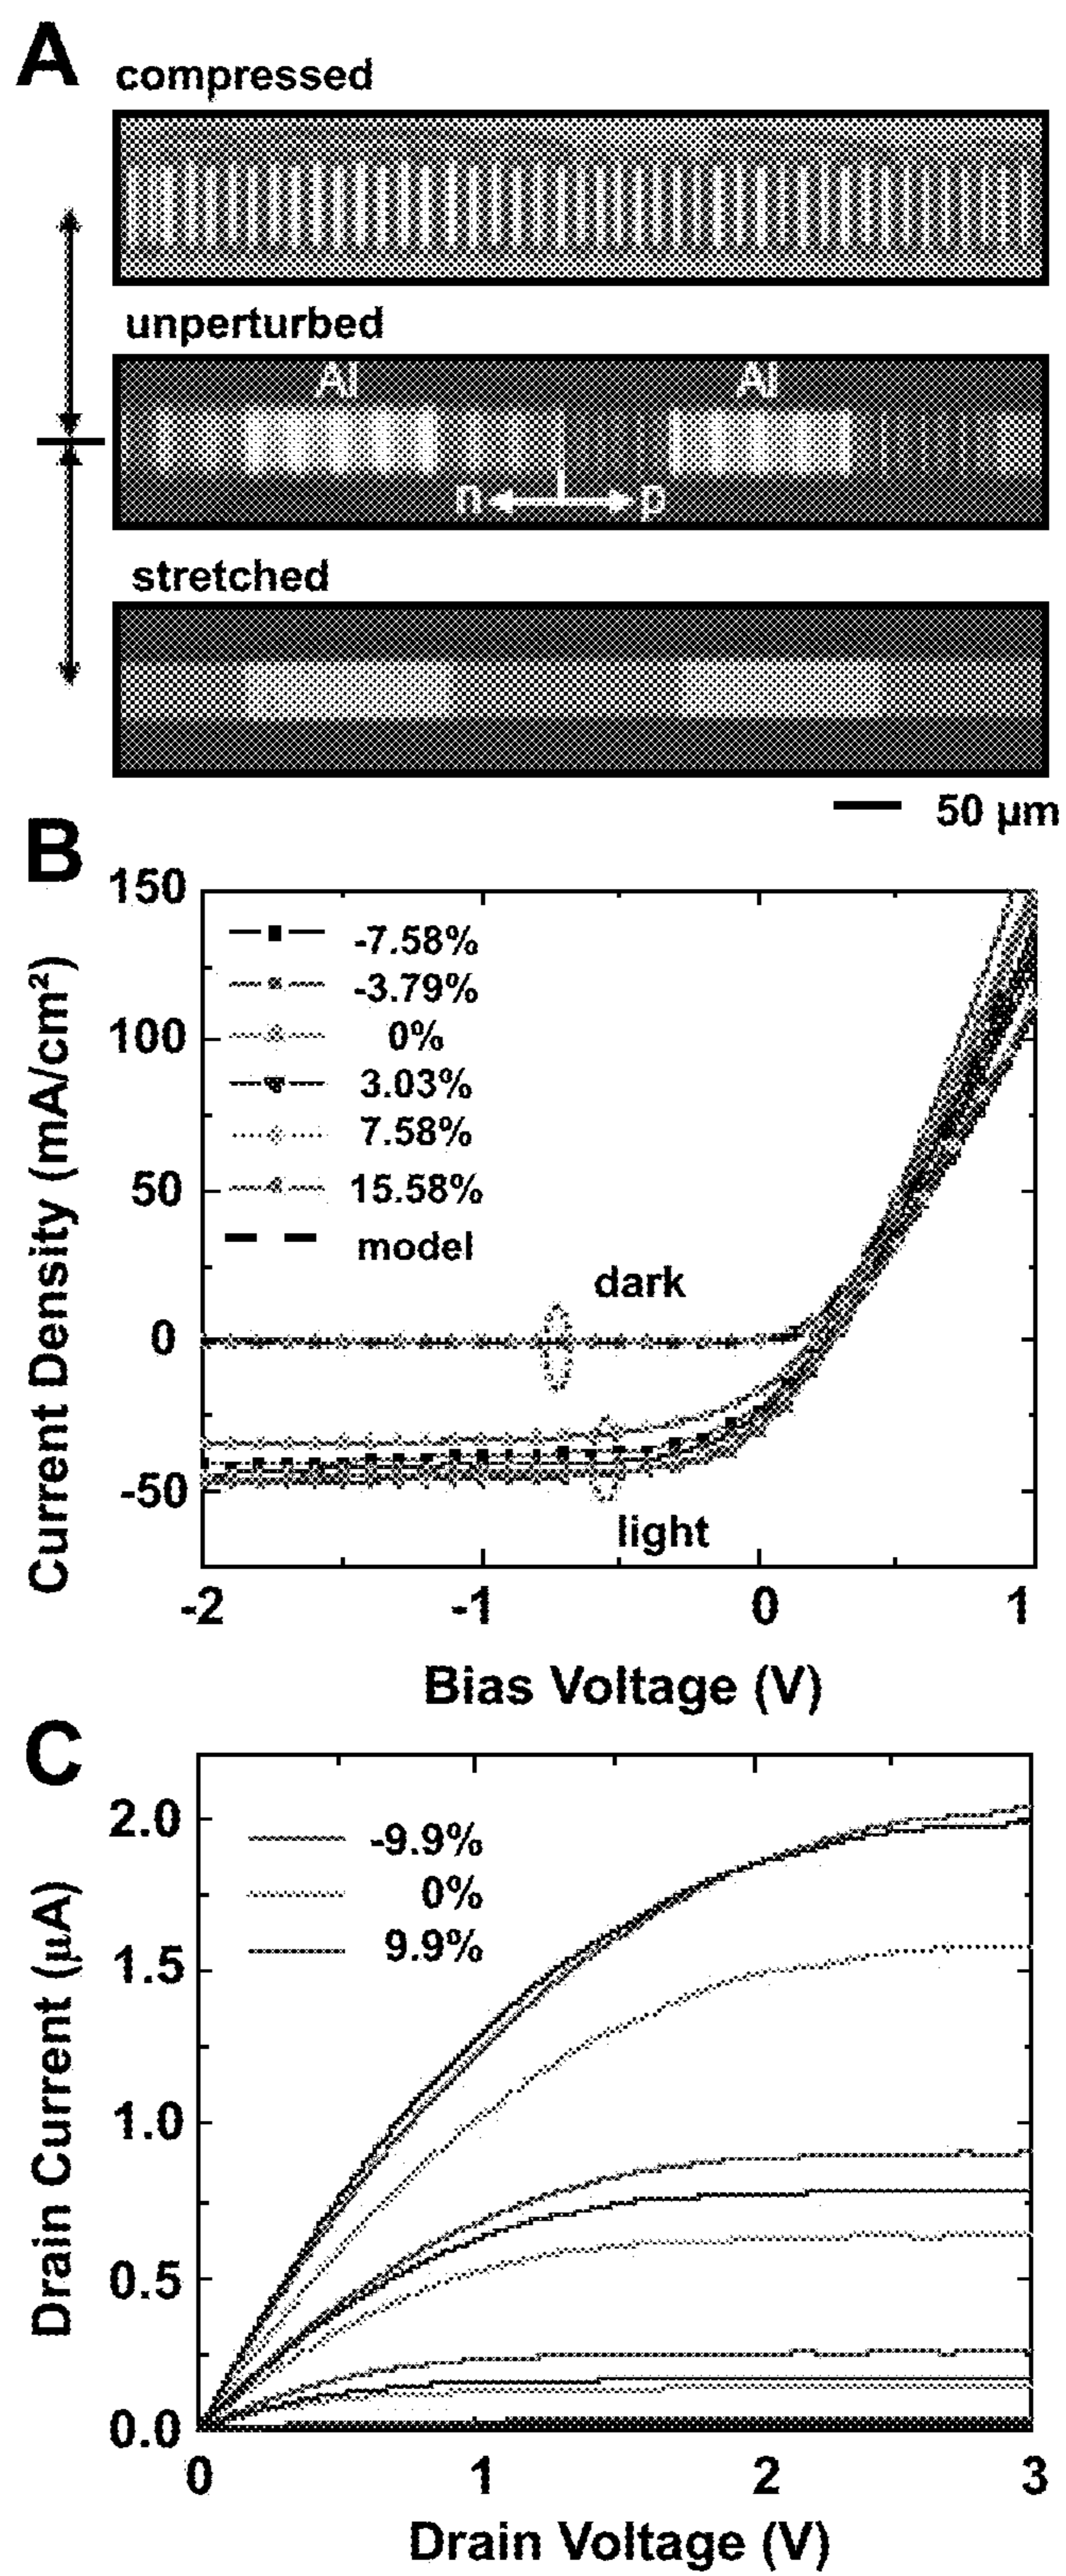 A
compressed
unperturbed
Al Al
n p
stretched
50 µm
B
150
100
50
0
-50
Current Density (mA/cm²)
-7.58%
-3.79%
0%
3.03%
7.58%
15.58%
model
dark
light
-2 -1 0 1
Bias Voltage (V)
C
2.0
1.5
1.0
0.5
0.0
Drain Current (µA)
-9.9%
0%
9.9%
0 1 2 3
Drain Voltage (V)